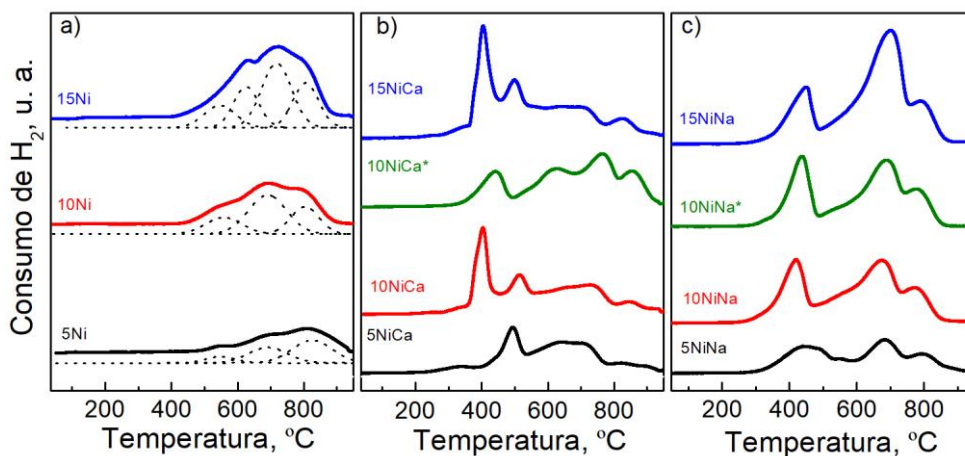 Consumo de H2, u. a.
a)
15Ni
10Ni
5Ni
200 400 600 800
Temperatura, ºC
b)
15NiCa
10NiCa*
10NiCa
5NiCa
200 400 600 800
Temperatura, ºC
c)
15NiNa
10NiNa*
10NiNa
5NiNa
200 400 600 800
Temperatura, ºC